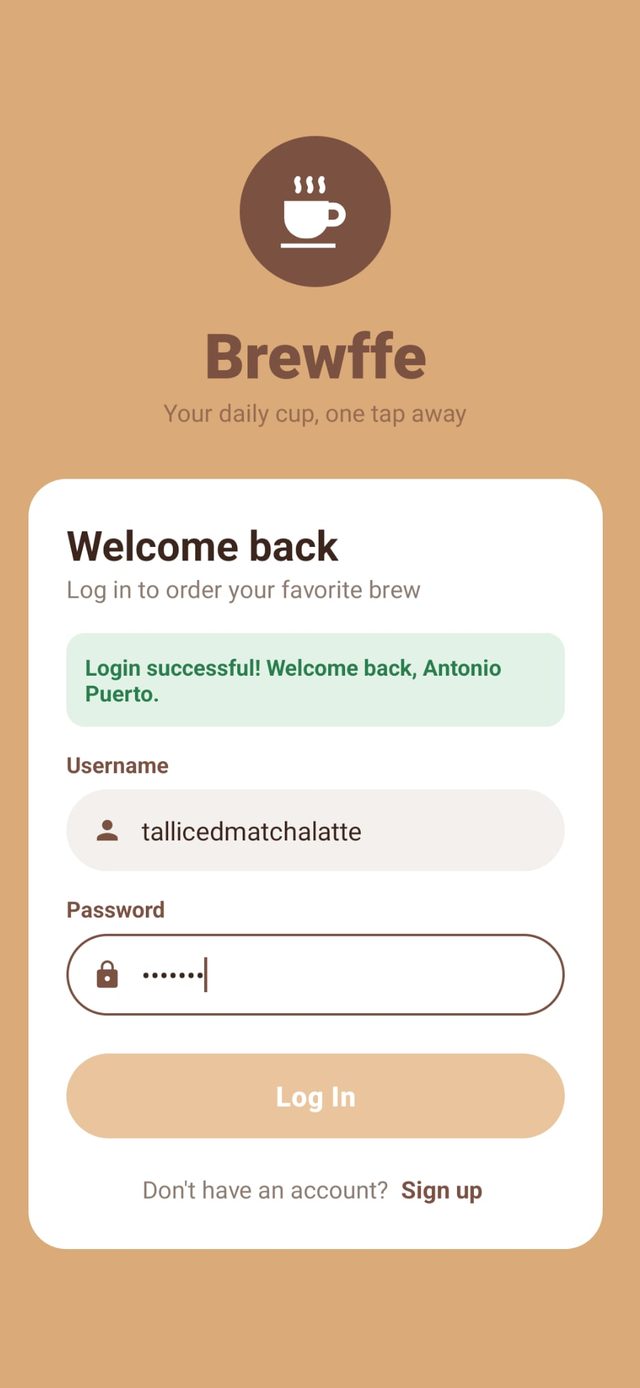 Brewffe
Your daily cup, one tap away
Welcome back
Log in to order your favorite brew
Login successful! Welcome back, Antonio
Puerto.
Username
tallicedmatchalatte
Password
•••••••
Log In
Don't have an account? Sign up